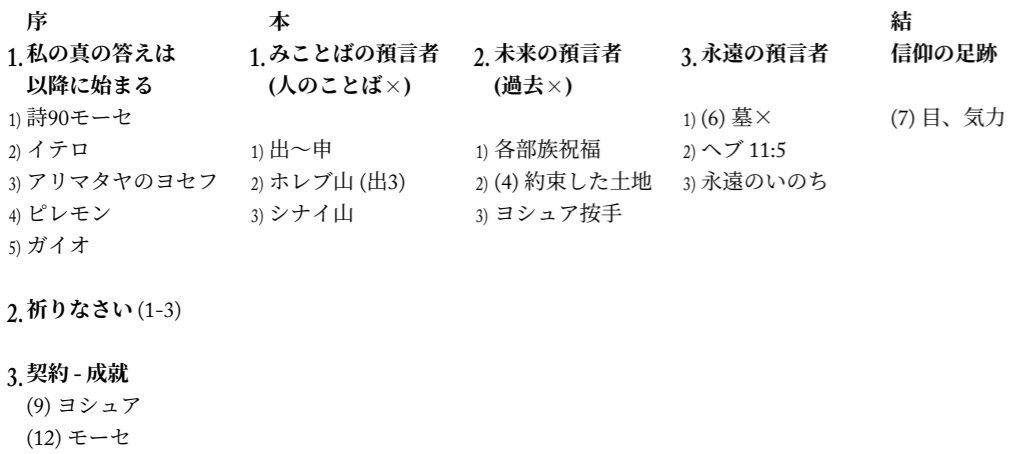 序
1. 私の真の答えは
以降に始まる
1) 詩90モーセ
2) イテロ
3) アリマタヤのヨセフ
4) ピレモン
5) ガイオ
2. 祈りなさい (1-3)
3. 契約 - 成就
(9) ヨシュア
(12) モーセ
本
1. みことばの預言者
(人のことば×)
1) 出〜申
2) ホレブ山 (出3)
3) シナイ山
2. 未来の預言者
(過去×)
1) 各部族祝福
2) (4) 約束した土地
3) ヨシュア按手
3. 永遠の預言者
1) (6) 墓×
2) ヘブ 11:5
3) 永遠のいのち
結
信仰の足跡
(7) 目、気力